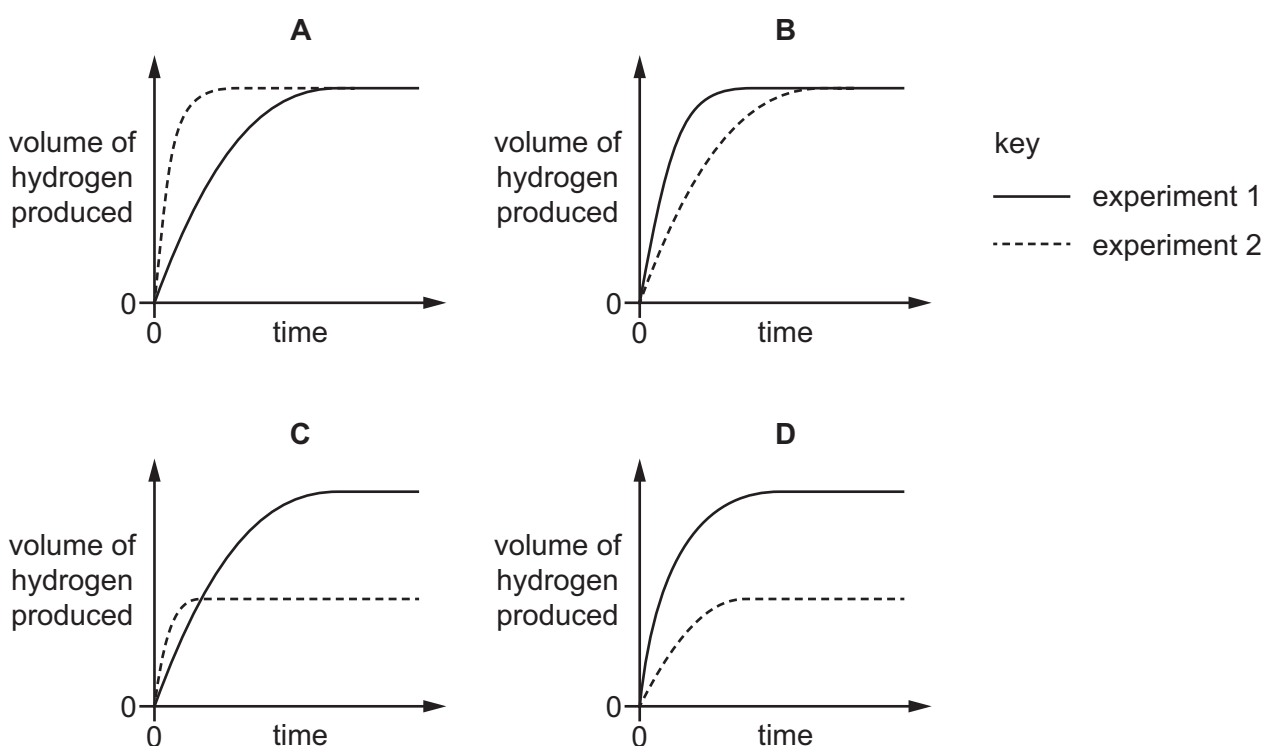 A
volume of
hydrogen
produced
0
0
time
B
volume of
hydrogen
produced
0
0
time
key
experiment 1
experiment 2
C
volume of
hydrogen
produced
0
0
time
D
volume of
hydrogen
produced
0
0
time